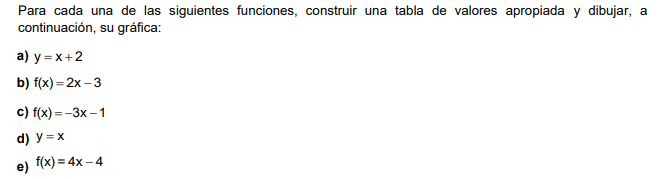 Para cada una de las siguientes funciones, construir una tabla de valores apropiada y dibujar, a
continuación, su gráfica:
a) y = x + 2
b) f(x) = 2x – 3
c) f(x) = –3x – 1
d) y = x
e) f(x) = 4x – 4